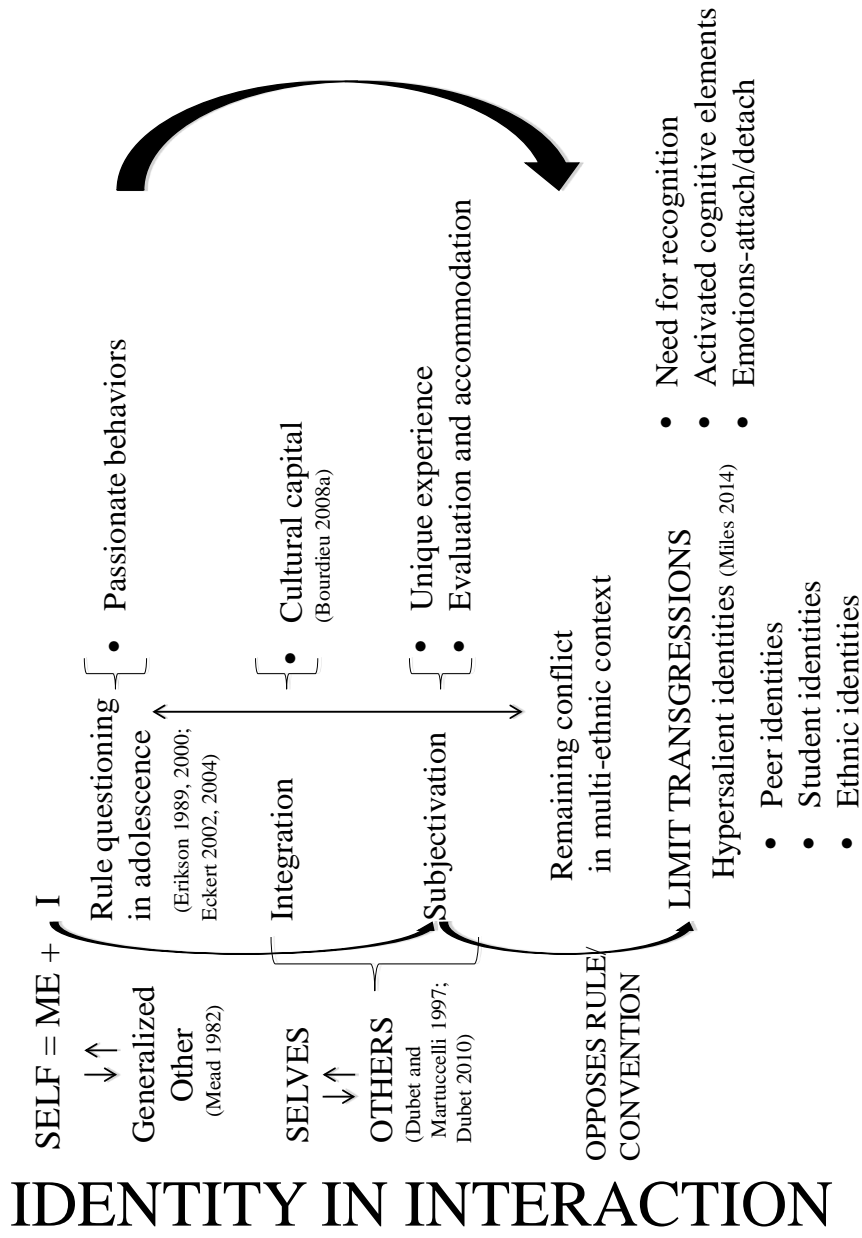 IDENTITY IN INTERACTION
SELF = ME + I
↓↑
Generalized
Other
(Mead 1982)
SELVES
↓↑
OTHERS
(Dubet and
Martuccelli 1997;
Dubet 2010)
OPPOSES RULE/
CONVENTION
Rule questioning
in adolescence
(Erikson 1989, 2000;
Eckert 2002, 2004)
Integration
Subjectivation
Remaining conflict
in multi-ethnic context
LIMIT TRANSGRESSIONS
Hypersalient identities (Miles 2014)
• Peer identities
• Student identities
• Ethnic identities
• Passionate behaviors
• Cultural capital
(Bourdieu 2008a)
• Unique experience
• Evaluation and accommodation
• Need for recognition
• Activated cognitive elements
• Emotions-attach/detach